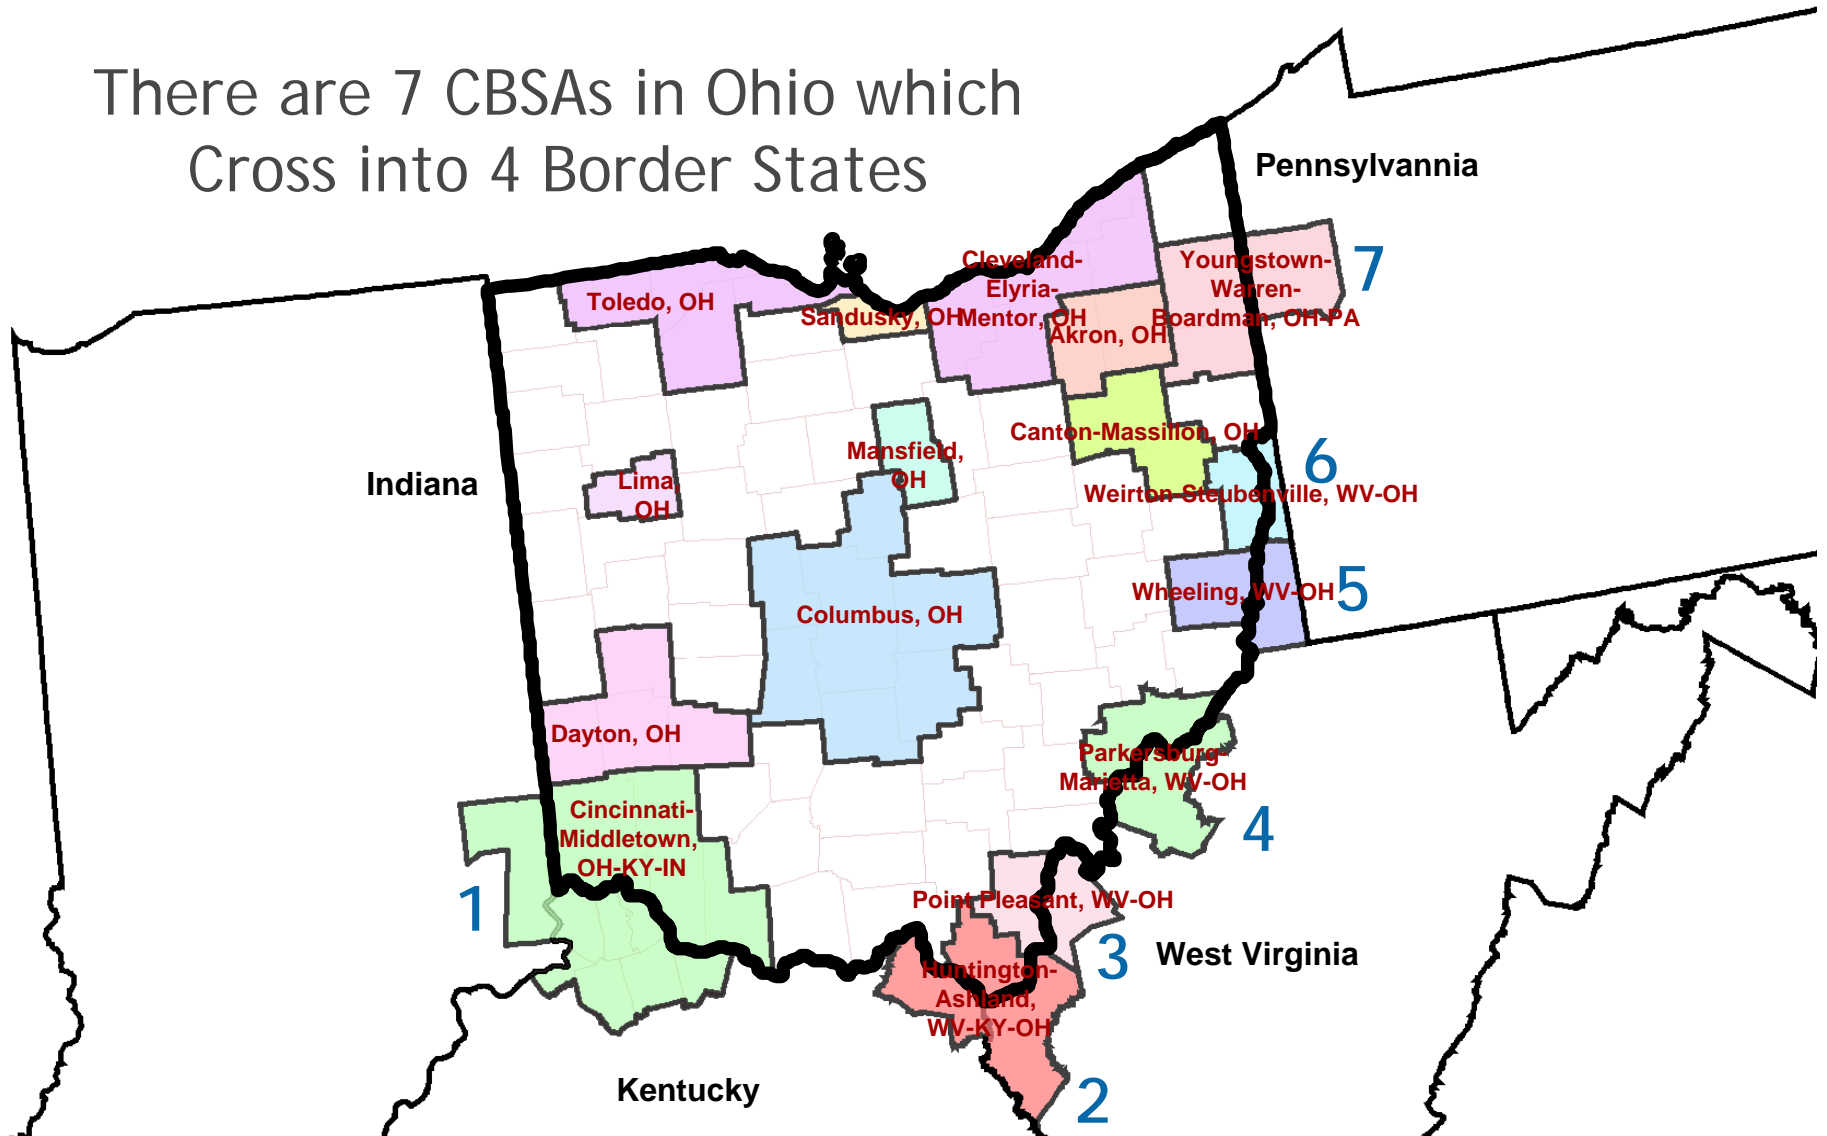 There are 7 CBSAs in Ohio which
Cross into 4 Border States
Pennsylvannia
Youngstown-
Warren-
Boardman, OH-PA
7
Cleveland-
Elyria-
Mentor, OH
Toledo, OH
Sandusky, OH
Akron, OH
Canton-Massillon, OH
Mansfield,
OH
Indiana
Lima,
OH
6
Weirton-Steubenville, WV-OH
Wheeling, WV-OH
5
Columbus, OH
Dayton, OH
Parkersburg-
Marietta, WV-OH
4
Cincinnati-
Middletown,
OH-KY-IN
1
Point Pleasant, WV-OH
3
West Virginia
Huntington-
Ashland,
WV-KY-OH
2
Kentucky